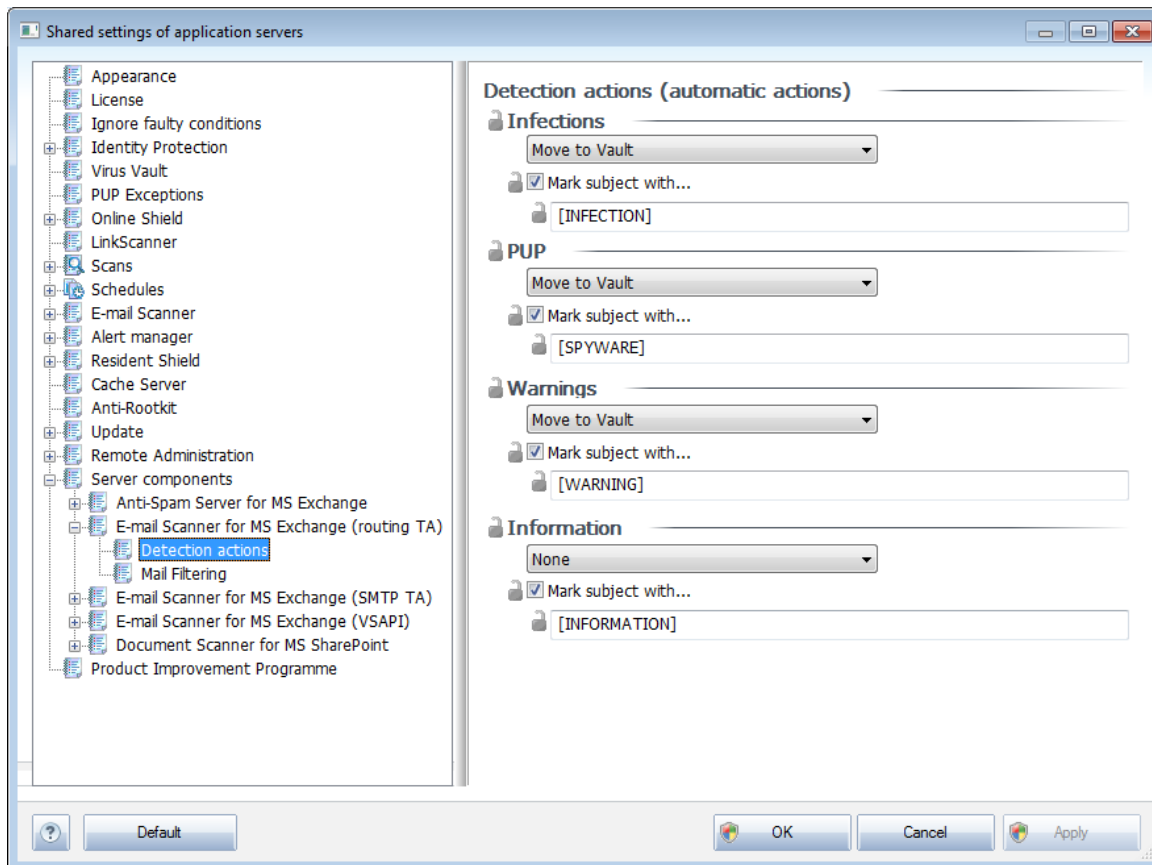 Shared settings of application servers
Appearance
License
Ignore faulty conditions
Identity Protection
Virus Vault
PUP Exceptions
Online Shield
LinkScanner
Scans
Schedules
E-mail Scanner
Alert manager
Resident Shield
Cache Server
Anti-Rootkit
Update
Remote Administration
Server components
Anti-Spam Server for MS Exchange
E-mail Scanner for MS Exchange (routing TA)
Detection actions
Mail Filtering
E-mail Scanner for MS Exchange (SMTP TA)
E-mail Scanner for MS Exchange (VSAPI)
Document Scanner for MS SharePoint
Product Improvement Programme
Detection actions (automatic actions)
Infections
Move to Vault
Mark subject with...
[INFECTION]
PUP
Move to Vault
Mark subject with...
[SPYWARE]
Warnings
Move to Vault
Mark subject with...
[WARNING]
Information
None
Mark subject with...
[INFORMATION]
?
Default
OK
Cancel
Apply